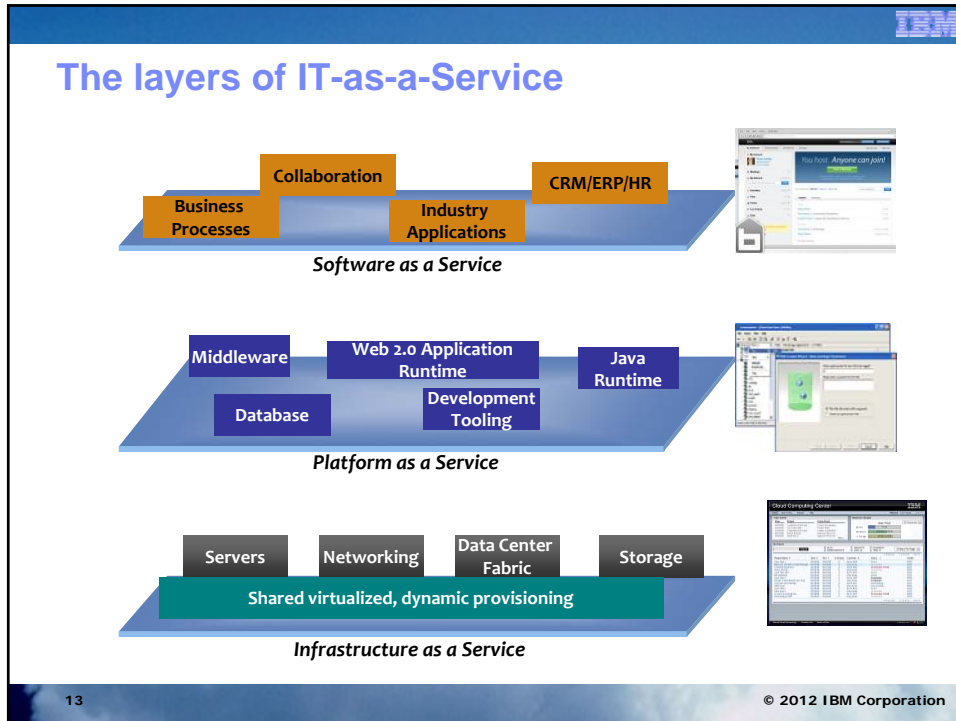 IBM
The layers of IT-as-a-Service
Collaboration
CRM/ERP/HR
Business
Processes
Industry
Applications
Software as a Service
You host. Anyone can join!
Middleware
Web 2.0 Application
Runtime
Java
Runtime
Database
Development
Tooling
Platform as a Service
Cloud Computing Center
IBM
Servers
Networking
Data Center
Fabric
Storage
Shared virtualized, dynamic provisioning
Infrastructure as a Service
13
© 2012 IBM Corporation